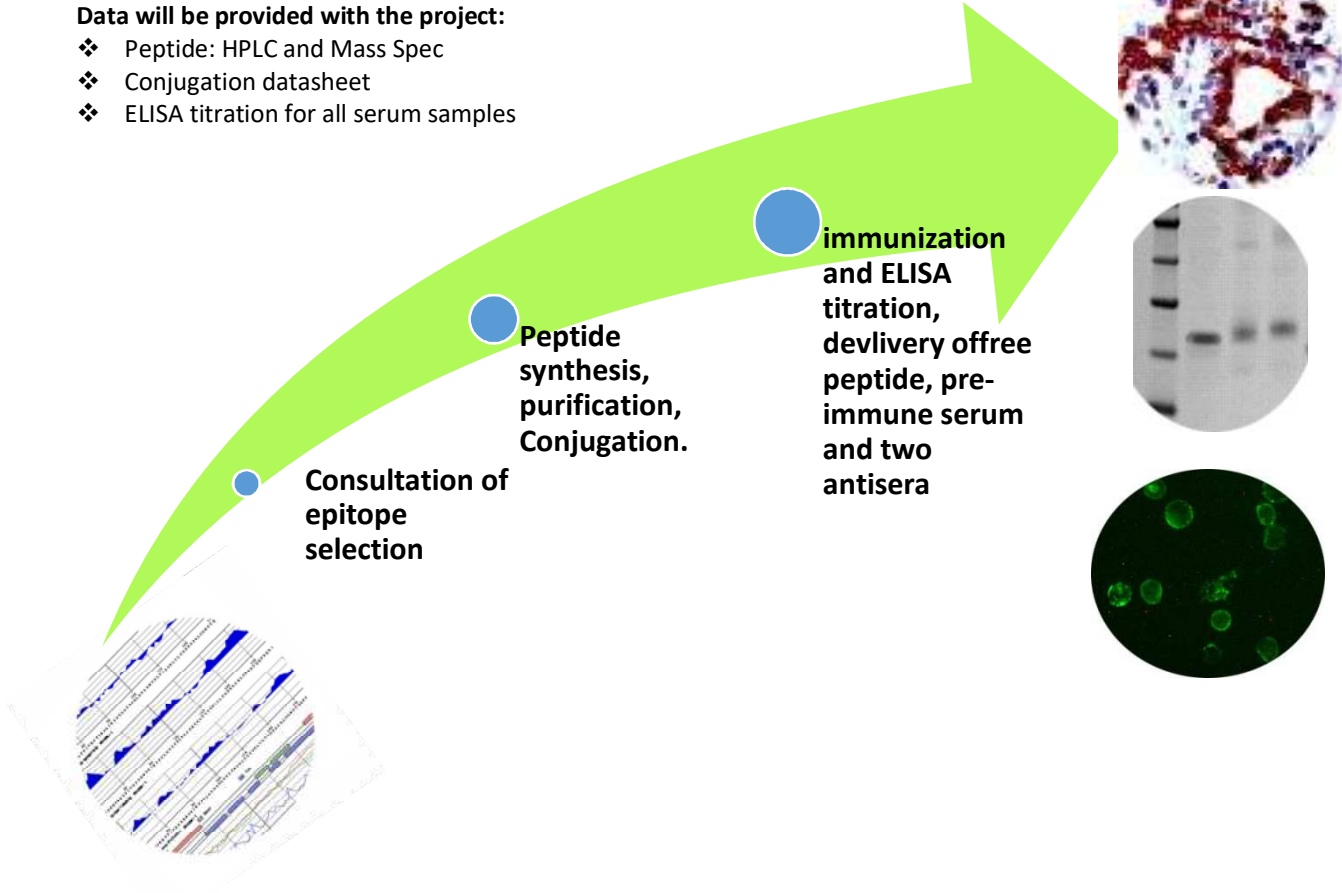 Data will be provided with the project:
❖ Peptide: HPLC and Mass Spec
❖ Conjugation datasheet
❖ ELISA titration for all serum samples
immunization
and ELISA
titration,
devlivery offree
peptide, pre-
immune serum
and two
antisera
Peptide
synthesis,
purification,
Conjugation.
Consultation of
epitope
selection